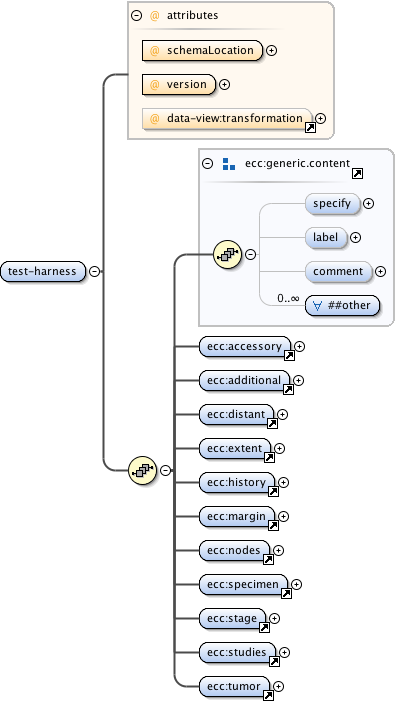 @ attributes
@ schemaLocation
@ version
@ data-view:transformation
ecc:generic.content
specify
label
comment
0..∞
∀ ##other
test-harness
ecc:accessory
ecc:additional
ecc:distant
ecc:extent
ecc:history
ecc:margin
ecc:nodes
ecc:specimen
ecc:stage
ecc:studies
ecc:tumor